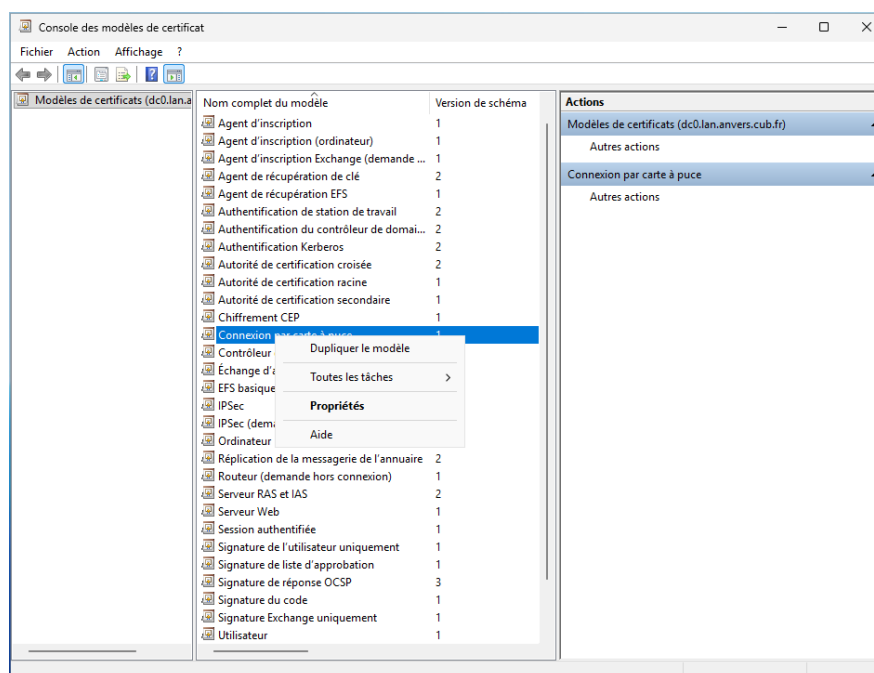 Console des modèles de certificat
Fichier Action Affichage ?
Modèles de certificats (dc0.lan.a
Nom complet du modèle Version de schéma
Agent d'inscription 1
Agent d'inscription (ordinateur) 1
Agent d'inscription Exchange (demande ... 1
Agent de récupération de clé 2
Agent de récupération EFS 1
Authentification de station de travail 2
Authentification du contrôleur de domai... 2
Authentification Kerberos 2
Autorité de certification croisée 2
Autorité de certification racine 1
Autorité de certification secondaire 1
Chiffrement CEP 1
Connexion par carte à puce 1
Contrôleur
Échange d'a
EFS basique
IPSec
IPSec (dema
Ordinateur
Réplication de la messagerie de l'annuaire 2
Routeur (demande hors connexion) 1
Serveur RAS et IAS 2
Serveur Web 1
Session authentifiée 1
Signature de l'utilisateur uniquement 1
Signature de liste d'approbation 1
Signature de réponse OCSP 3
Signature du code 1
Signature Exchange uniquement 1
Utilisateur 1
Dupliquer le modèle
Toutes les tâches
Propriétés
Aide
Actions
Modèles de certificats (dc0.lan.anvers.cub.fr)
Autres actions
Connexion par carte à puce
Autres actions